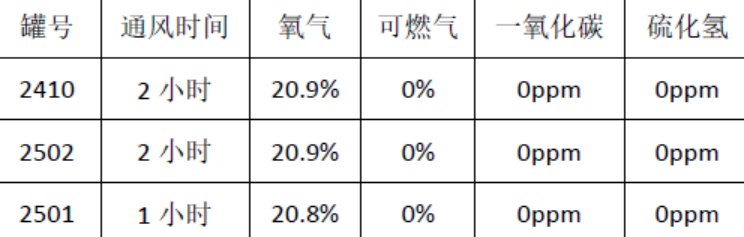 罐号 通风时间 氧气 可燃气 一氧化碳 硫化氢
2410 2 小时 20.9% 0% 0ppm 0ppm
2502 2 小时 20.9% 0% 0ppm 0ppm
2501 1 小时 20.8% 0% 0ppm 0ppm